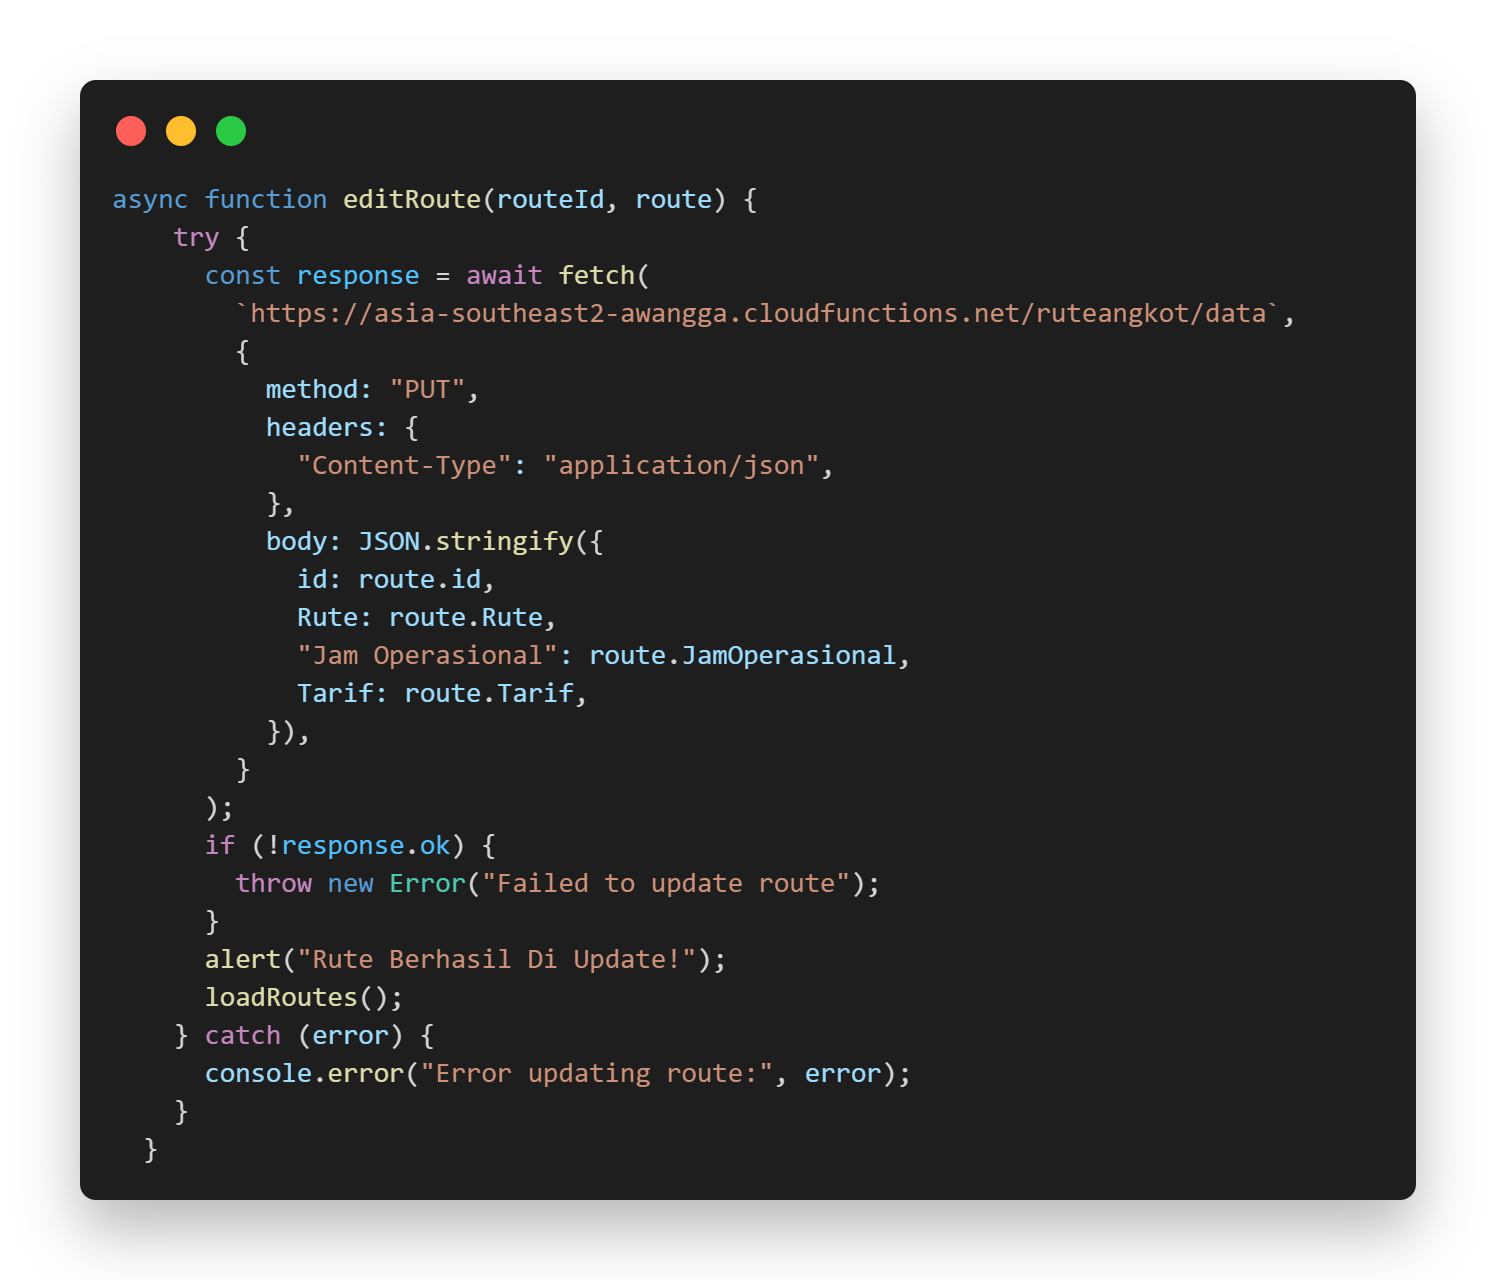 async function editRoute(routeId, route) {
    try {
      const response = await fetch(
        `https://asia-southeast2-awangga.cloudfunctions.net/ruteangkot/data`,
        {
          method: "PUT",
          headers: {
            "Content-Type": "application/json",
          },
          body: JSON.stringify({
            id: route.id,
            Rute: route.Rute,
            "Jam Operasional": route.JamOperasional,
            Tarif: route.Tarif,
          }),
        }
      );
      if (!response.ok) {
        throw new Error("Failed to update route");
      }
      alert("Rute Berhasil Di Update!");
      loadRoutes();
    } catch (error) {
      console.error("Error updating route:", error);
    }
  }